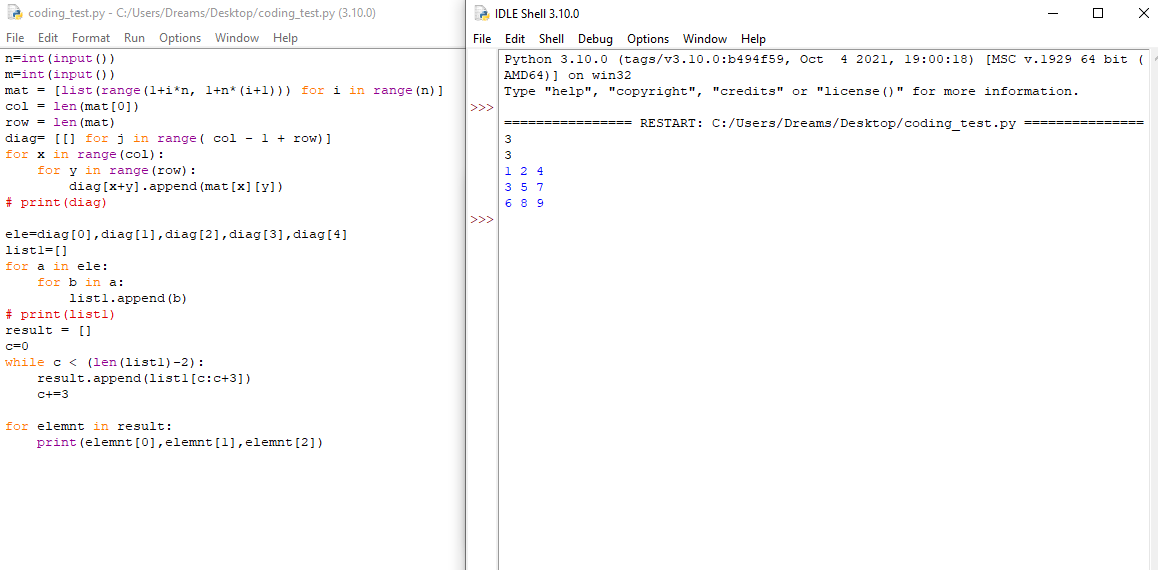 coding_test.py - C:/Users/Dreams/Desktop/coding_test.py (3.10.0)
File Edit Format Run Options Window Help
n=int(input())
m=int(input())
mat = [list(range(1+i*n, 1+n*(i+1))) for i in range(n)]
col = len(mat[0])
row = len(mat)
diag= [[] for j in range( col - 1 + row)]
for x in range(col):
    for y in range(row):
        diag[x+y].append(mat[x][y])
# print(diag)
ele=diag[0],diag[1],diag[2],diag[3],diag[4]
list1=[]
for a in ele:
    for b in a:
        list1.append(b)
# print(list1)
result = []
c=0
while c < (len(list1)-2):
    result.append(list1[c:c+3])
    c+=3
for elemnt in result:
    print(elemnt[0],elemnt[1],elemnt[2])
IDLE Shell 3.10.0
File Edit Shell Debug Options Window Help
Python 3.10.0 (tags/v3.10.0:b494f59, Oct  4 2021, 19:00:18) [MSC v.1929 64 bit (
AMD64)] on win32
Type "help", "copyright", "credits" or "license()" for more information.
>>>
================ RESTART: C:/Users/Dreams/Desktop/coding_test.py ===============
3
3
1 2 4
3 5 7
6 8 9
>>>